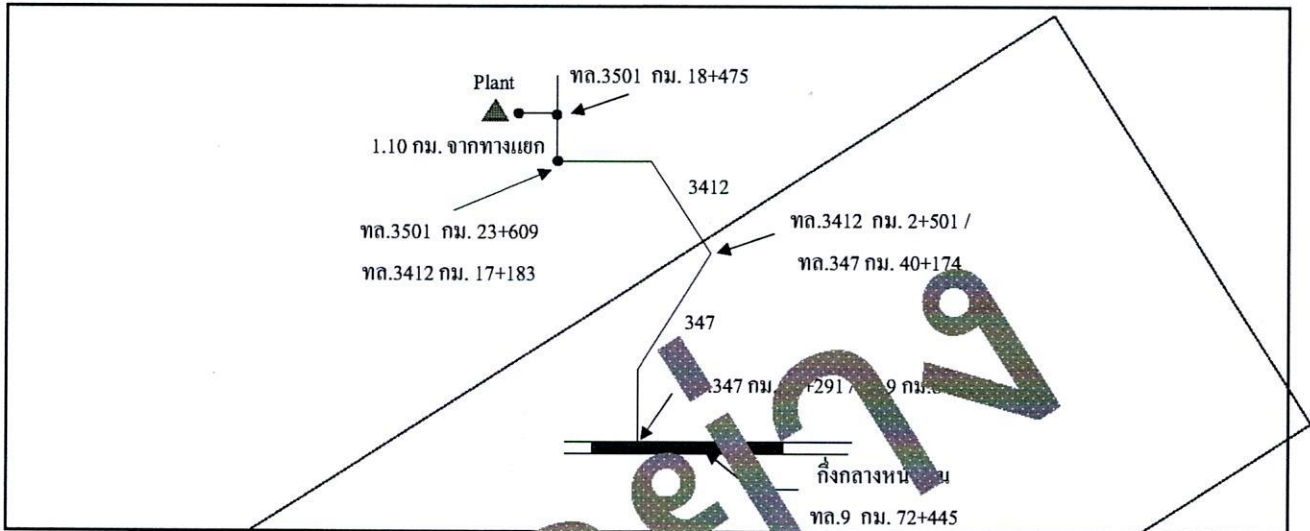 Plant
ทล.3501 กม. 18+475
1.10 กม. จากทางแยก
3412
ทล.3501 กม. 23+609
ทล.3412 กม. 17+183
ทล.3412 กม. 2+501 /
ทล.347 กม. 40+174
347
.347 กม. +291 / 9 กม.
กึ่งกลางหน
ทล.9 กม. 72+445